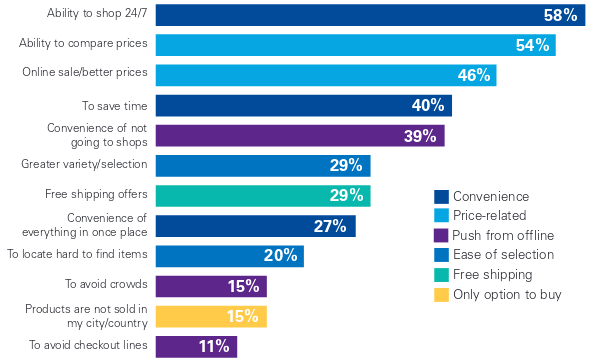 Ability to shop 24/7
58%
Ability to compare prices
54%
Online sale/better prices
46%
To save time
40%
Convenience of not
going to shops
39%
Greater variety/selection
29%
Free shipping offers
29%
Convenience of
everything in once place
27%
To locate hard to find items
20%
To avoid crowds
15%
Products are not sold in
my city/country
15%
To avoid checkout lines
11%
Convenience
Price-related
Push from offline
Ease of selection
Free shipping
Only option to buy